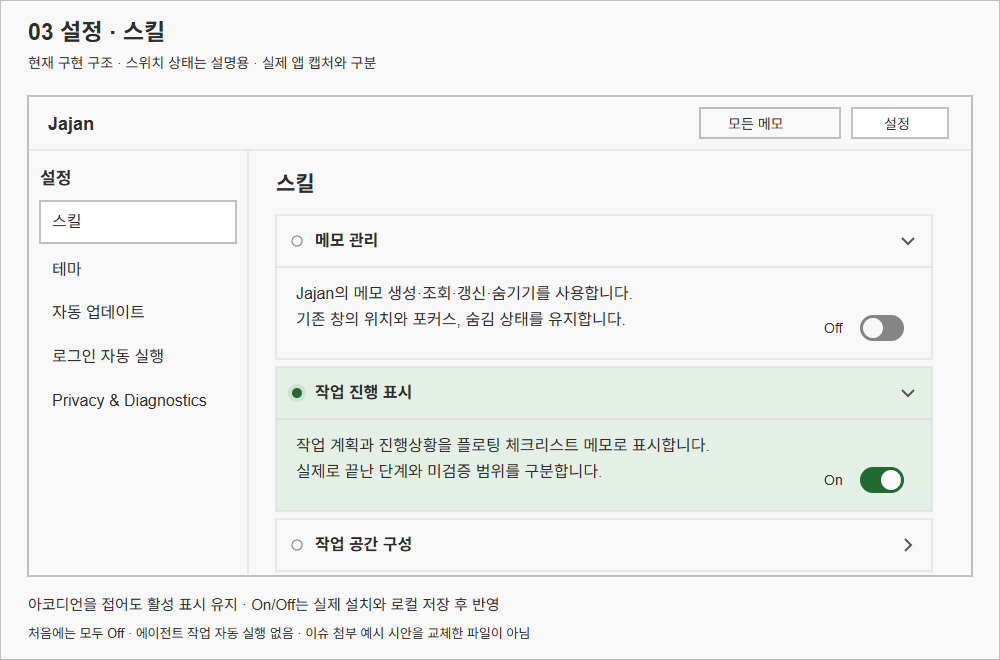 03 설정 · 스킬
현재 구현 구조 · 스위치 상태는 설명용 · 실제 앱 캡처와 구분
Jajan
모든 메모
설정
설정
스킬
테마
자동 업데이트
로그인 자동 실행
Privacy & Diagnostics
스킬
메모 관리
Jajan의 메모 생성·조회·갱신·숨기기를 사용합니다.
기존 창의 위치와 포커스, 숨김 상태를 유지합니다.
Off
작업 진행 표시
작업 계획과 진행상황을 플로팅 체크리스트 메모로 표시합니다.
실제로 끝난 단계와 미검증 범위를 구분합니다.
On
작업 공간 구성
아코디언을 접어도 활성 표시 유지 · On/Off는 실제 설치와 로컬 저장 후 반영
처음에는 모두 Off · 에이전트 작업 자동 실행 없음 · 이슈 첨부 예시 시안을 교체한 파일이 아님